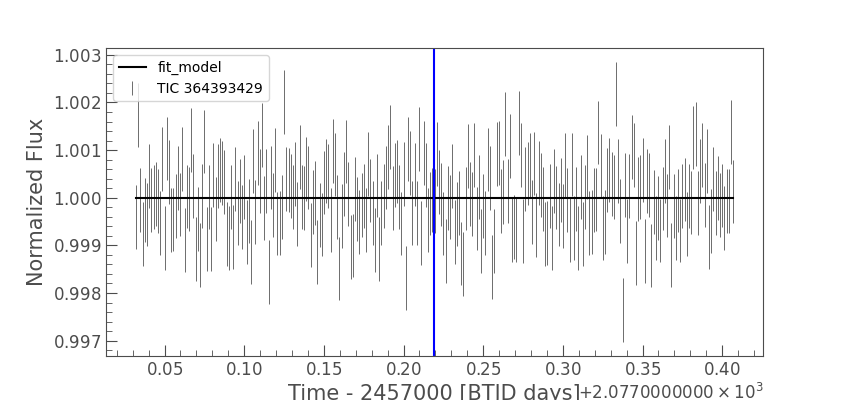 1.003
1.002
1.001
1.000
0.999
0.998
0.997
Normalized Flux
fit_model
TIC 364393429
0.05 0.10 0.15 0.20 0.25 0.30 0.35 0.40
Time - 2457000 [BTJD days]
+2.0770000000 × 10³